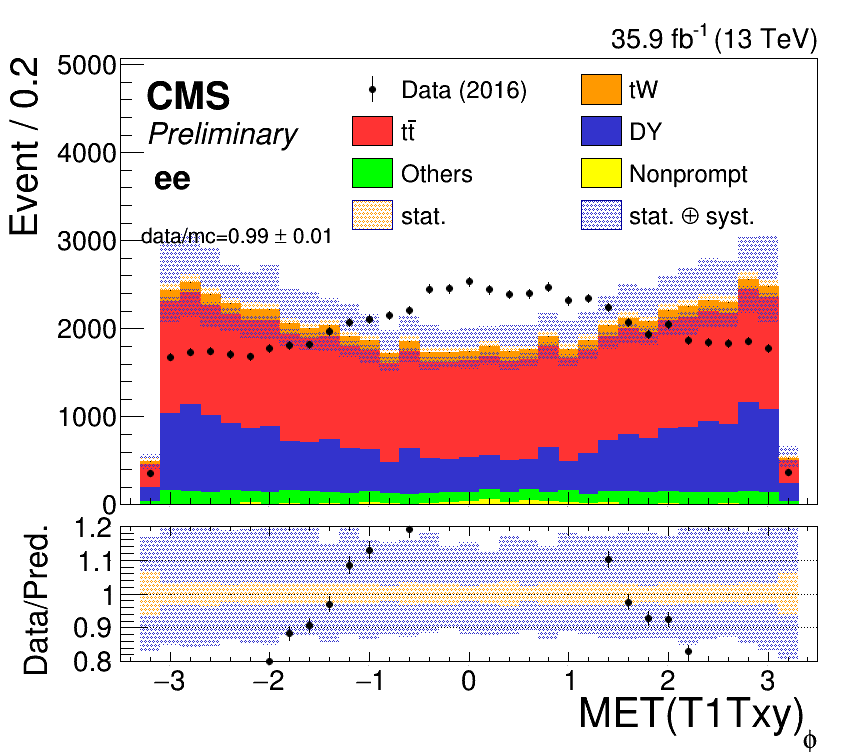 35.9 fb⁻¹ (13 TeV)
Event / 0.2
5000
4000
3000
2000
1000
0
CMS
Preliminary
ee
data/mc=0.99 ± 0.01
Data (2016)
tW
tt̄
DY
Others
Nonprompt
stat.
stat. ⊕ syst.
Data/Pred.
1.2
1.1
1
0.9
0.8
−3 −2 −1 0 1 2 3
MET(T1Txy)ϕ